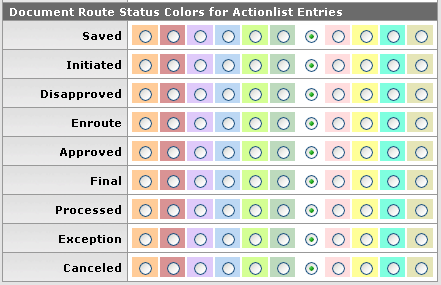 Document Route Status Colors for Actionlist Entries
Saved
Initiated
Disapproved
Enroute
Approved
Final
Processed
Exception
Canceled